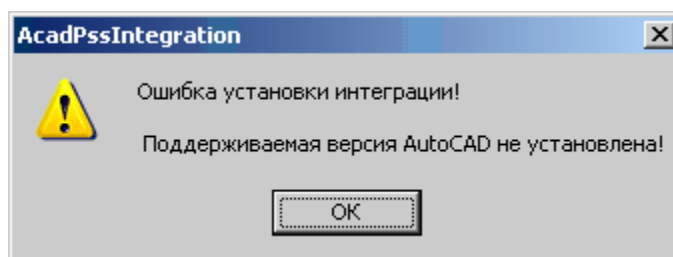 AcadPssIntegration
Ошибка установки интеграции!
Поддерживаемая версия AutoCAD не установлена!
OK